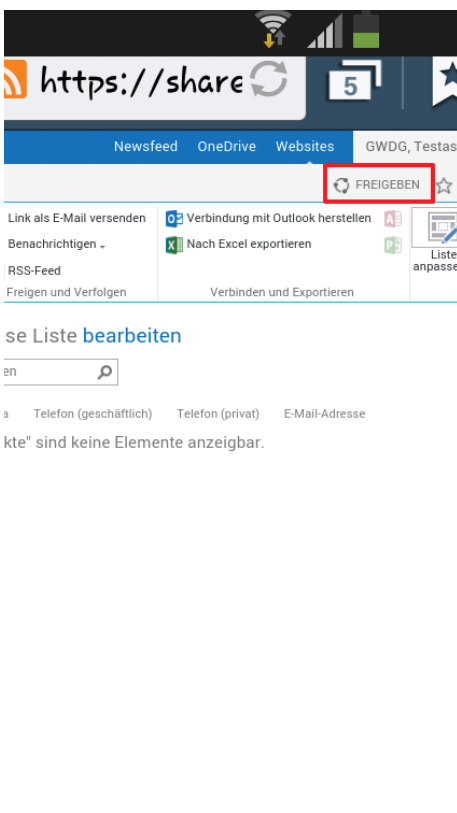 https://share
5
Newsfeed OneDrive Websites GWDG, Testas
FREIGEBEN
Link als E-Mail versenden
Benachrichtigen
RSS-Feed
Freigen und Verfolgen
Verbindung mit Outlook herstellen
Nach Excel exportieren
Verbinden und Exportieren
Liste
anpasse
se Liste bearbeiten
en
a Telefon (geschäftlich) Telefon (privat) E-Mail-Adresse
kte" sind keine Elemente anzeigbar.